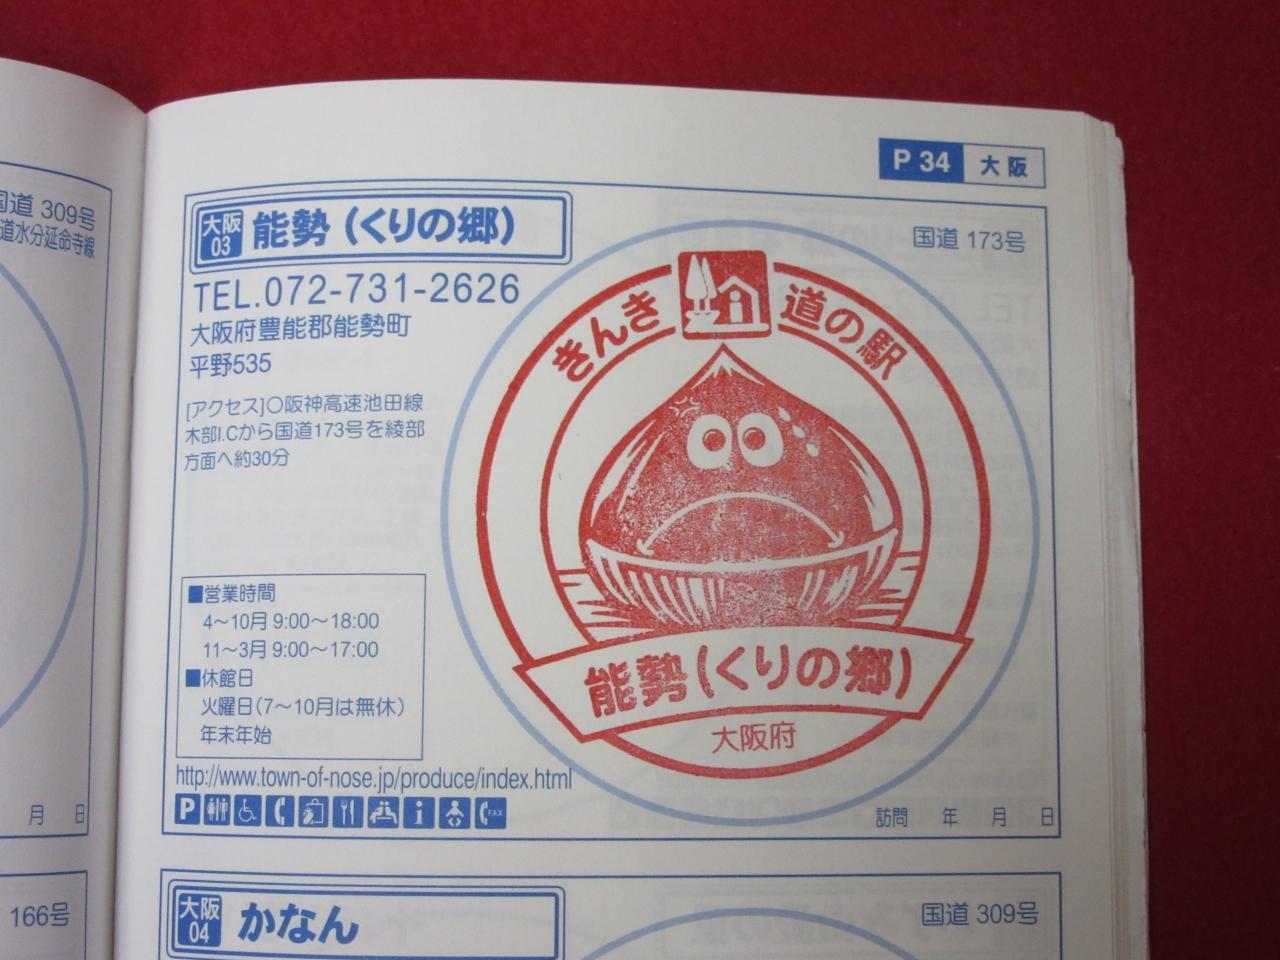 国道 309号
道水分延命寺線
月 日
166号
P 34 大阪
大阪 03 能勢（くりの郷）
国道 173号
TEL.072-731-2626
大阪府豊能郡能勢町
平野535
[アクセス]〇阪神高速池田線
木部I.Cから国道173号を綾部
方面へ約30分
■営業時間
4～10月 9:00～18:00
11～3月 9:00～17:00
■休館日
火曜日（7～10月は無休）
年末年始
http://www.town-of-nose.jp/produce/index.html
P i FAX
きんき 道の駅
能勢（くりの郷）
大阪府
訪問 年 月 日
大阪 04 かなん
国道 309号